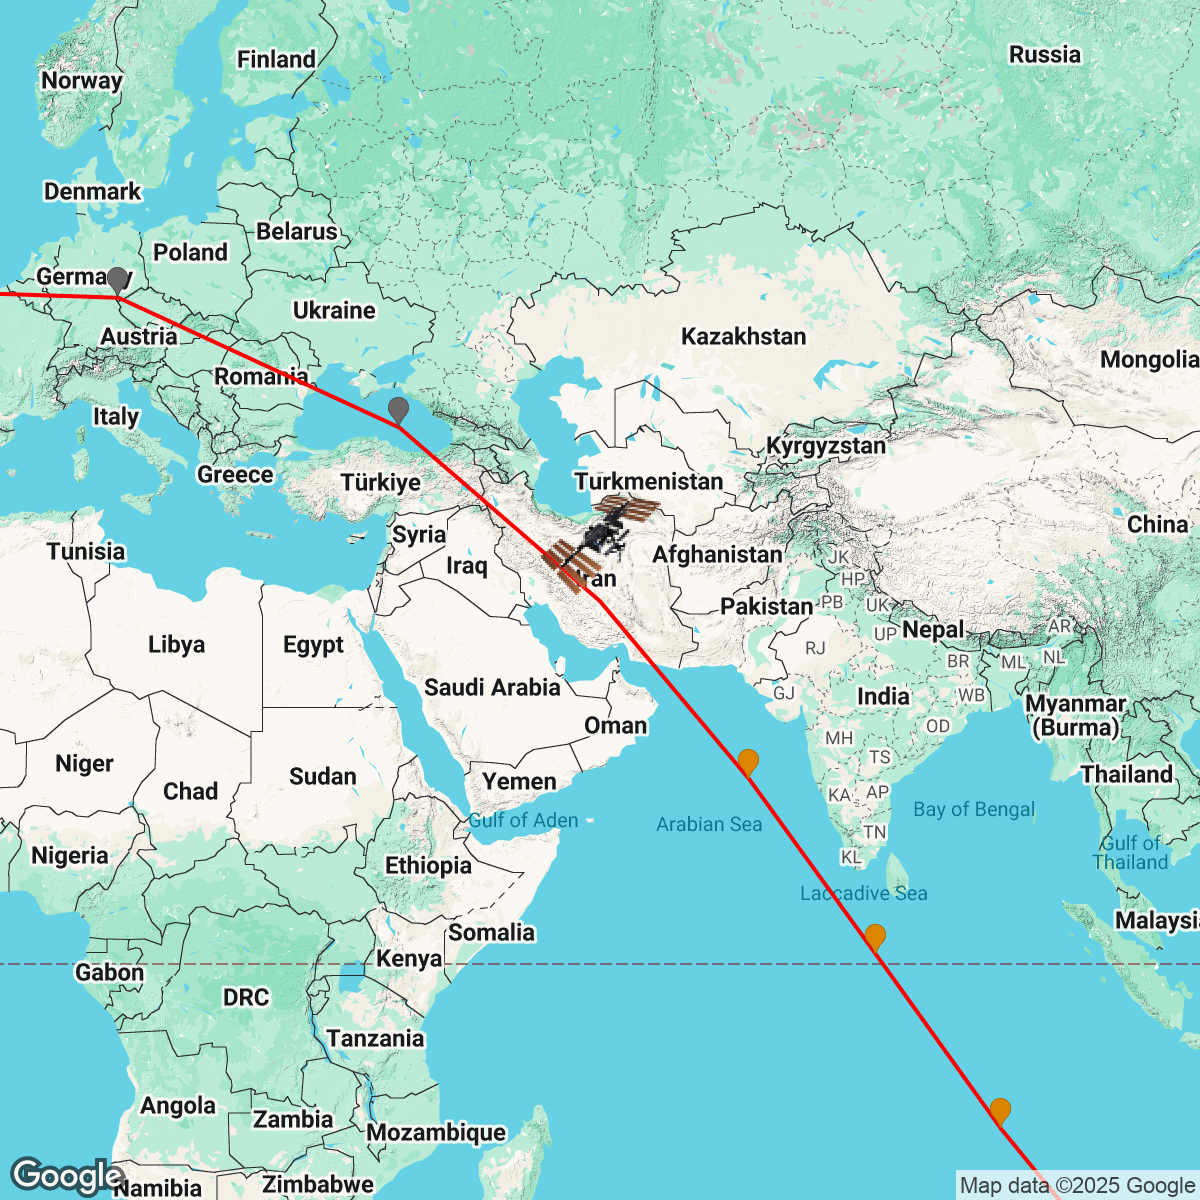 Finland
Russia
Norway
Denmark
Belarus
Poland
Germany
Ukraine
Austria
Kazakhstan
Mongolia
Romania
Italy
Kyrgyzstan
Greece
Türkiye
Turkmenistan
China
Syria
Tunisia
Afghanistan
JK
Iraq
Iran
HP
Pakistan
PB
UK
Nepal
AR
UP
Libya
Egypt
RJ
BR
ML
NL
Saudi Arabia
GJ
India
WB
Myanmar
(Burma)
Oman
OD
MH
TS
Niger
Sudan
Yemen
Thailand
Chad
KA
AP
Bay of Bengal
Gulf of Aden
Arabian Sea
TN
Gulf of
Thailand
Nigeria
Ethiopia
KL
Laccadive Sea
Malaysia
Somalia
Kenya
Gabon
DRC
Tanzania
Angola
Zambia
Mozambique
Google
Namibia
Zimbabwe
Map data ©2025 Google